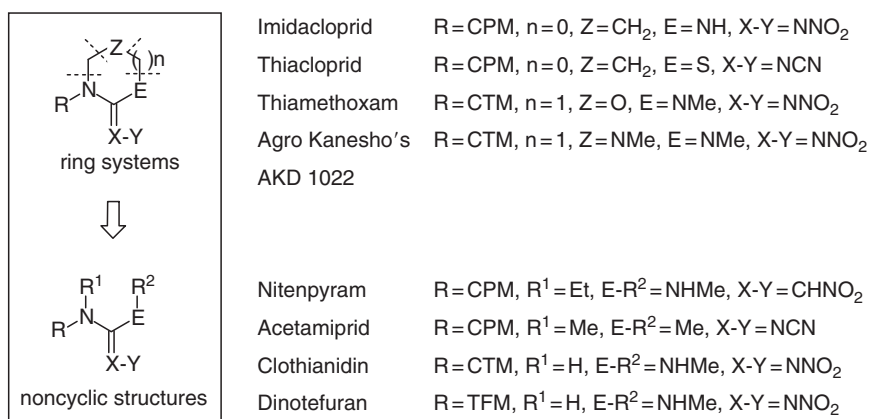 Z
( )n
N
E
R
X-Y
ring systems
R¹ R²
N
E
R
X-Y
noncyclic structures
Imidacloprid R=CPM, n=0, Z=CH₂, E=NH, X-Y=NNO₂
Thiacloprid R=CPM, n=0, Z=CH₂, E=S, X-Y=NCN
Thiamethoxam R=CTM, n=1, Z=O, E=NMe, X-Y=NNO₂
Agro Kanesho's R=CTM, n=1, Z=NMe, E=NMe, X-Y=NNO₂
AKD 1022
Nitenpyram R=CPM, R¹=Et, E-R²=NHMe, X-Y=CHNO₂
Acetamiprid R=CPM, R¹=Me, E-R²=Me, X-Y=NCN
Clothianidin R=CTM, R¹=H, E-R²=NHMe, X-Y=NNO₂
Dinotefuran R=TFM, R¹=H, E-R²=NHMe, X-Y=NNO₂